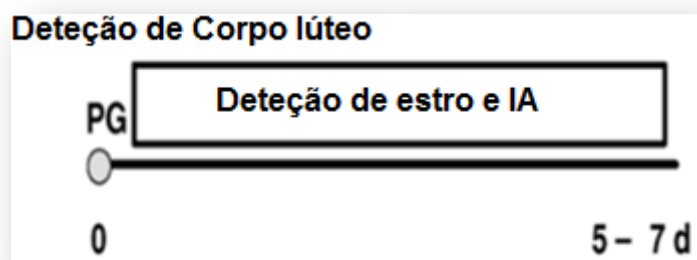 Deteção de Corpo lúteo
Deteção de estro e IA
PG
0
5 – 7 d